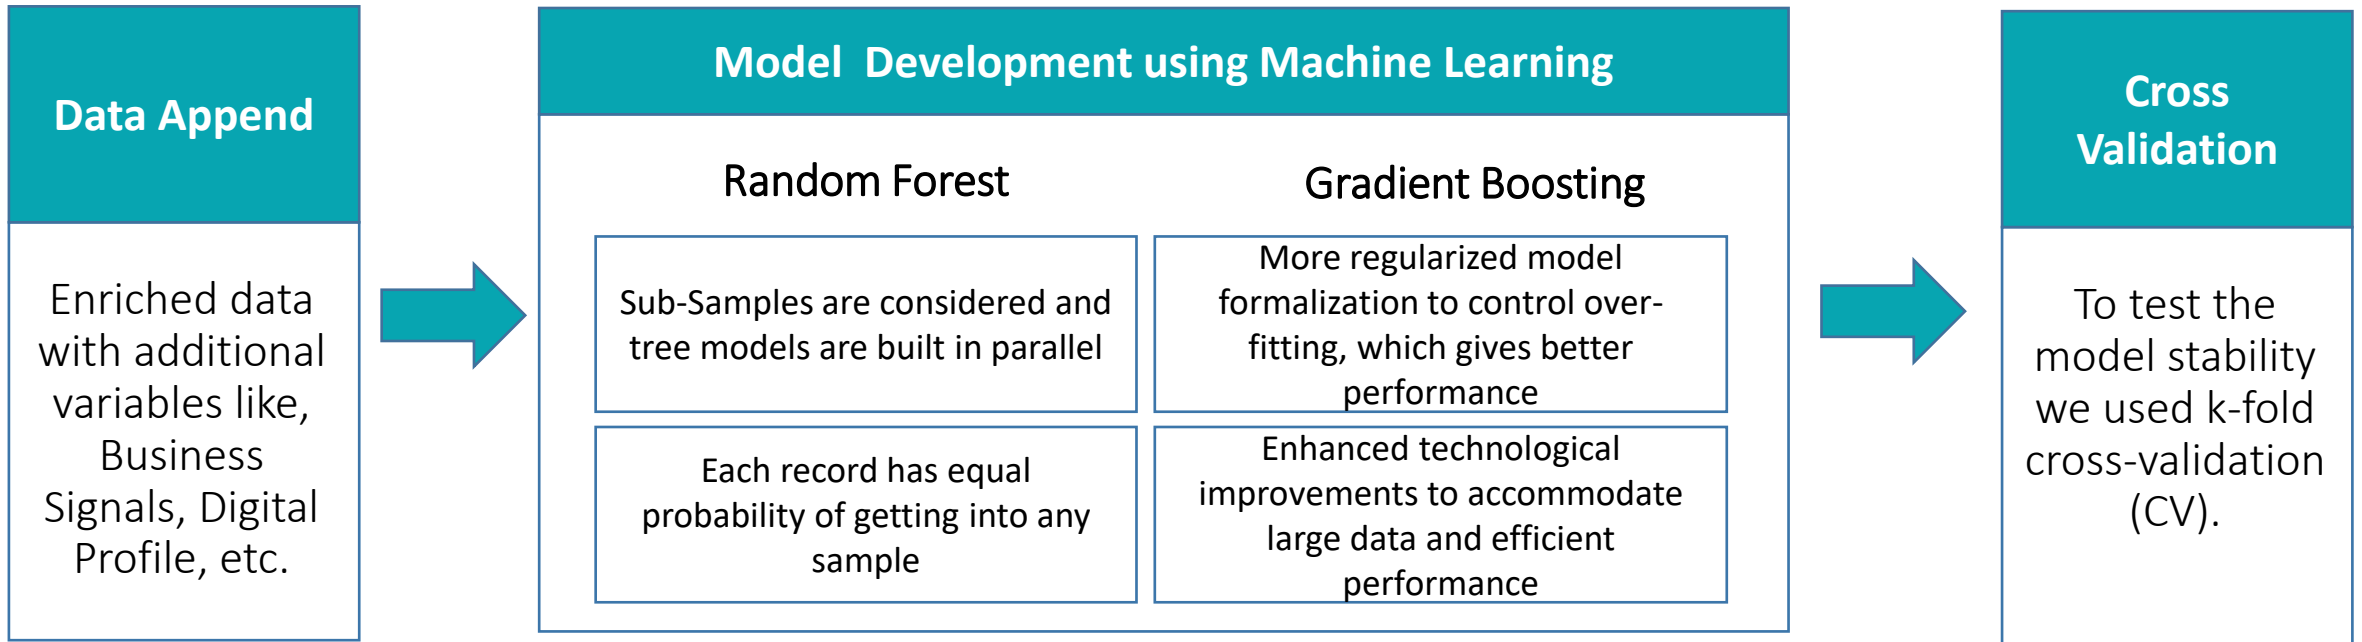 Data Append
Enriched data
with additional
variables like,
Business
Signals, Digital
Profile, etc.
Model  Development using Machine Learning
Random Forest
Sub-Samples are considered and
tree models are built in parallel
Each record has equal
probability of getting into any
sample
Gradient Boosting
More regularized model
formalization to control over-
fitting, which gives better
performance
Enhanced technological
improvements to accommodate
large data and efficient
performance
Cross
Validation
To test the
model stability
we used k-fold
cross-validation
(CV).